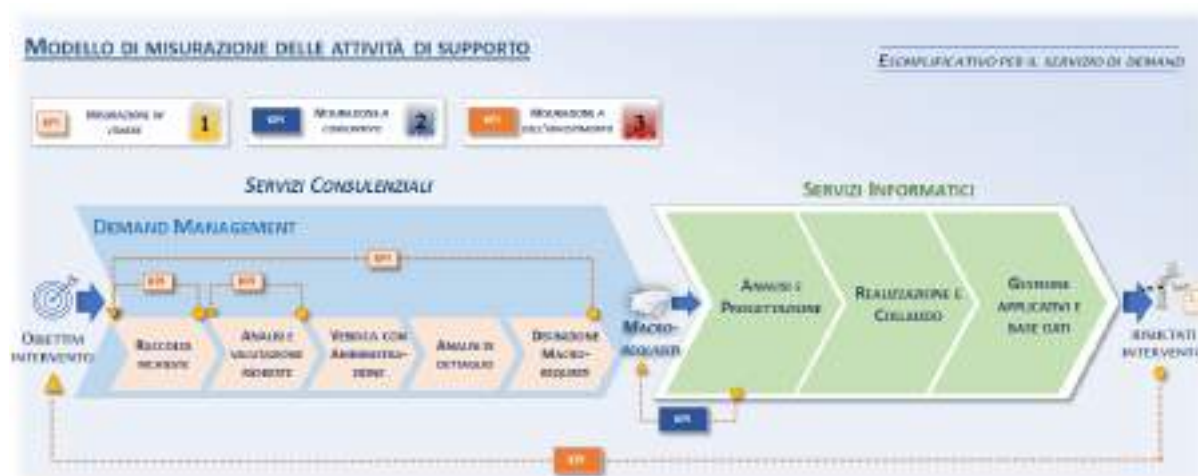 MODELLO DI MISURAZIONE DELLE ATTIVITÀ DI SUPPORTO
ESEMPLIFICATIVO PER IL SERVIZIO DI DEMAND
KPI
MISURAZIONE IN
1
KPI
MISURAZIONE A
CONSUNTIVO
2
KPI
MISURAZIONE A
DELL'INVESTIMENTO
3
SERVIZI CONSULENZIALI
SERVIZI INFORMATICI
DEMAND MANAGEMENT
KPI
KPI
KPI
OBIETTIVI
INTERVENTO
RACCOLTA
RICHIESTE
ANALISI E
VALUTAZIONE
RICHIESTE
VERIFICA CON
AMMINISTRA-
ZIONE
ANALISI DI
DETTAGLIO
DEFINIZIONE
MACRO-
REQUISITI
MACRO-
REQUISITI
ANALISI E
PROGETTAZIONE
REALIZZAZIONE E
COLLAUDO
GESTIONE
APPLICATIVI E
BASE DATI
RISULTATI
INTERVENTO
KPI
KPI